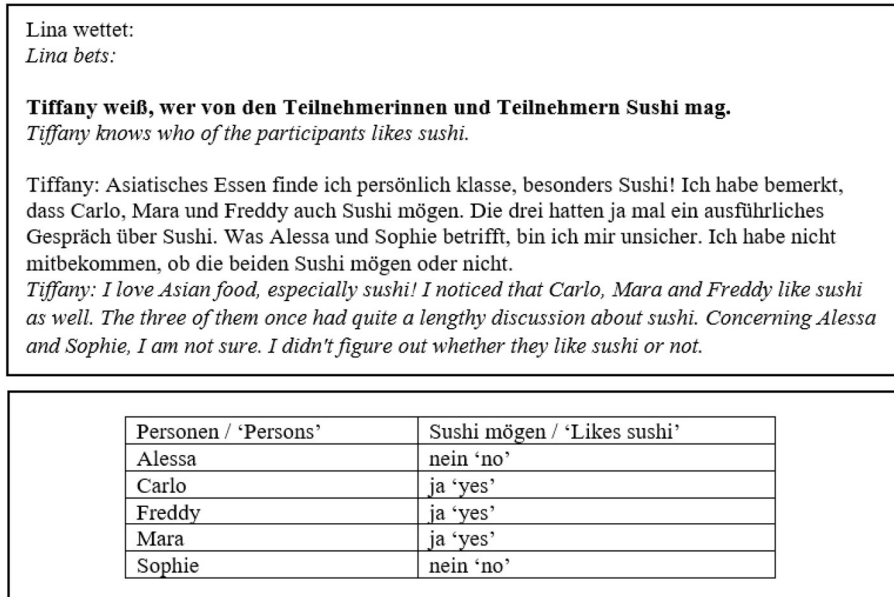 Lina wettet:
Lina bets:
Tiffany weiß, wer von den Teilnehmerinnen und Teilnehmern Sushi mag.
Tiffany knows who of the participants likes sushi.
Tiffany: Asiatisches Essen finde ich persönlich klasse, besonders Sushi! Ich habe bemerkt,
dass Carlo, Mara und Freddy auch Sushi mögen. Die drei hatten ja mal ein ausführliches
Gespräch über Sushi. Was Alessa und Sophie betrifft, bin ich mir unsicher. Ich habe nicht
mitbekommen, ob die beiden Sushi mögen oder nicht.
Tiffany: I love Asian food, especially sushi! I noticed that Carlo, Mara and Freddy like sushi
as well. The three of them once had quite a lengthy discussion about sushi. Concerning Alessa
and Sophie, I am not sure. I didn't figure out whether they like sushi or not.
Personen / ‘Persons’ Sushi mögen / ‘Likes sushi’
Alessa nein ‘no’
Carlo ja ‘yes’
Freddy ja ‘yes’
Mara ja ‘yes’
Sophie nein ‘no’